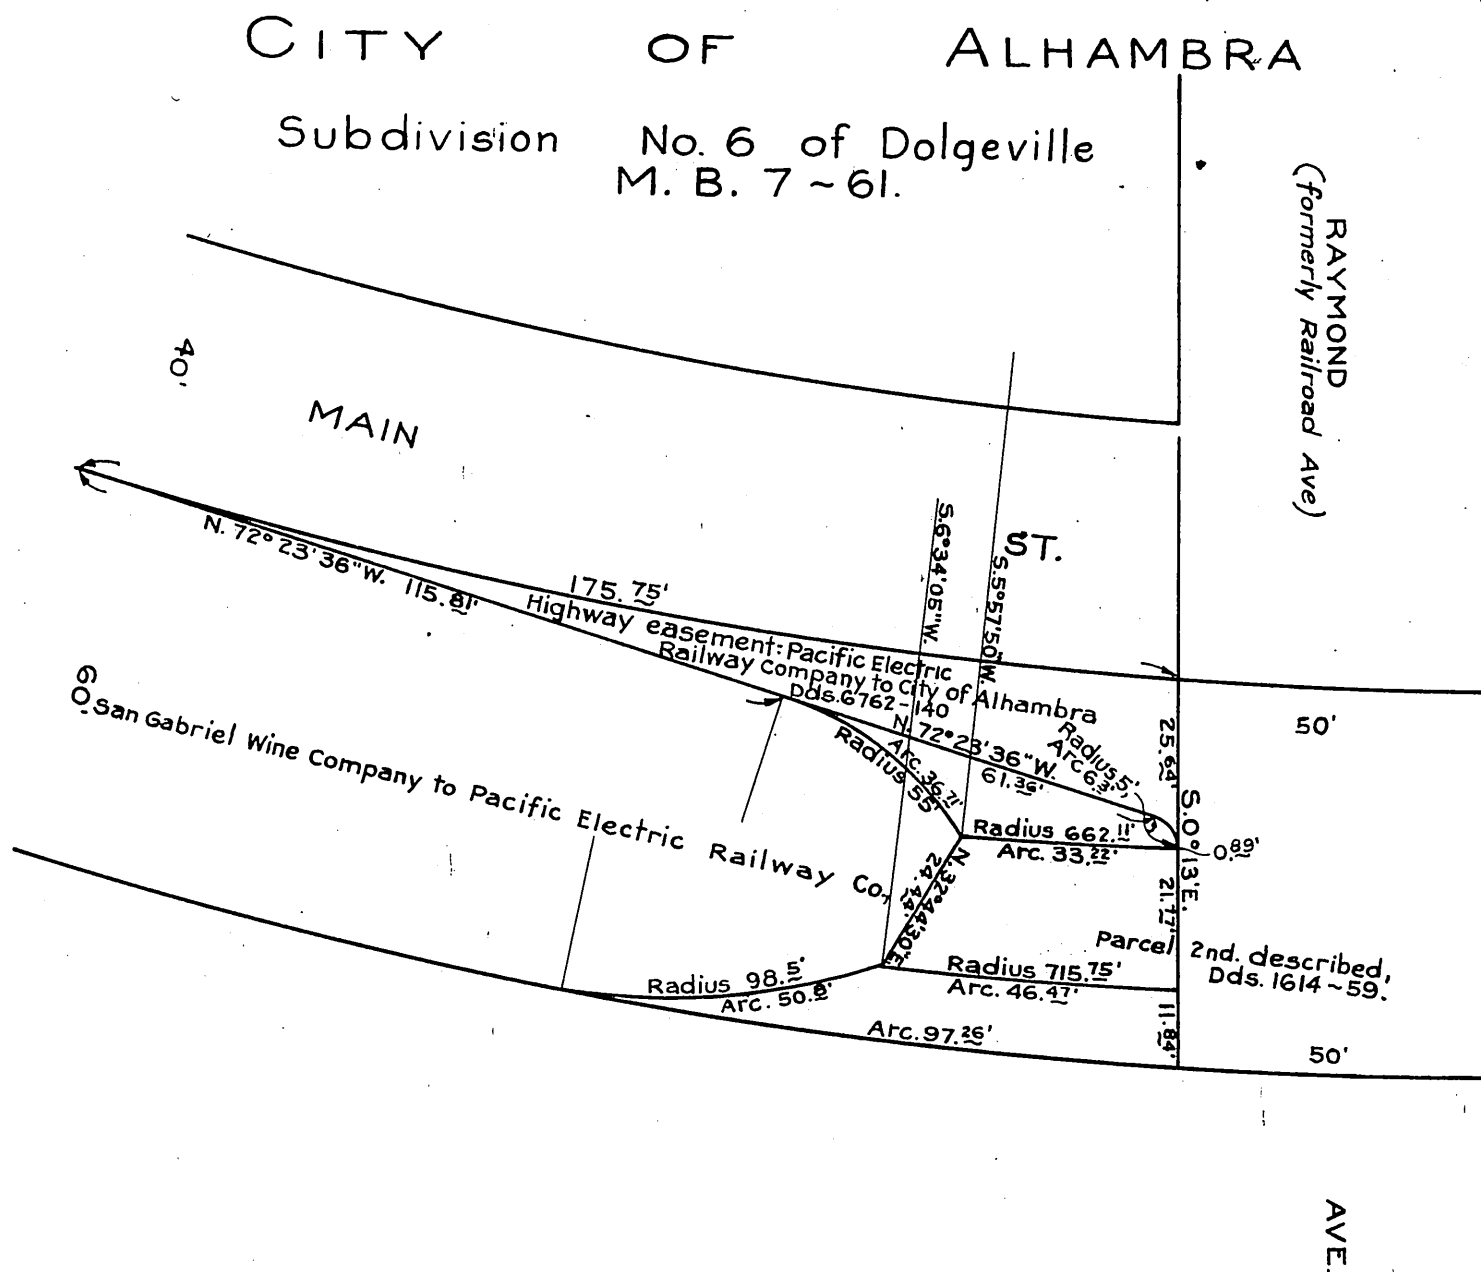 CITY OF ALHAMBRA
Subdivision No. 6 of Dolgeville
M. B. 7~61.
RAYMOND
(formerly Railroad Ave)
40'
MAIN
ST.
N. 72° 23' 36" W. 115.81'
175.75'
Highway easement: Pacific Electric
Railway Company to City of Alhambra
Dds. 6762-140
S. 6° 34' 05" W.
S. 5° 57' 50" W.
N. 72° 23' 36" W.
61.36'
Radius 5',
Arc 6.3',
25.64'
50'
Arc. 36.71'
Radius 55'
60'
San Gabriel Wine Company to Pacific Electric Railway Co.
Radius 662.11'
Arc. 33.22'
0.89'
S. 0° 13' E.
N. 32° 44' 30" E.
24.44'
21.77'
Parcel 2nd. described,
Dds. 1614~59.
Radius 715.75'
Arc. 46.47'
Radius 98.5'
Arc. 50.8'
Arc. 97.26'
11.84'
50'
AVE.